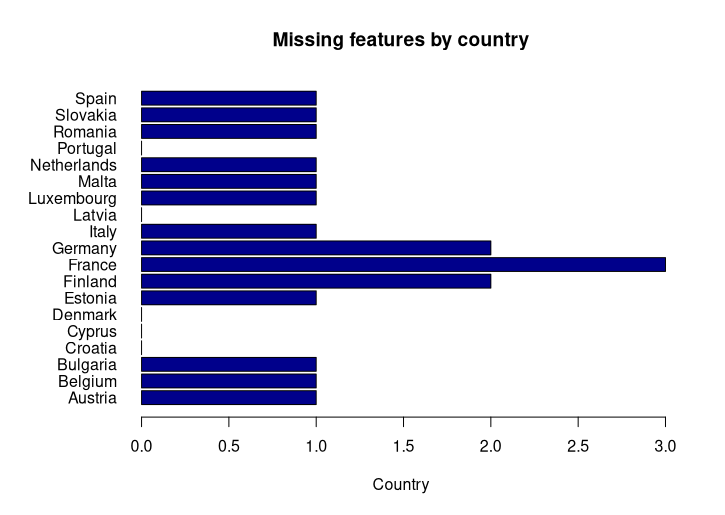 Missing features by country
Spain
Slovakia
Romania
Portugal
Netherlands
Malta
Luxembourg
Latvia
Italy
Germany
France
Finland
Estonia
Denmark
Cyprus
Croatia
Bulgaria
Belgium
Austria
0.0 0.5 1.0 1.5 2.0 2.5 3.0
Country